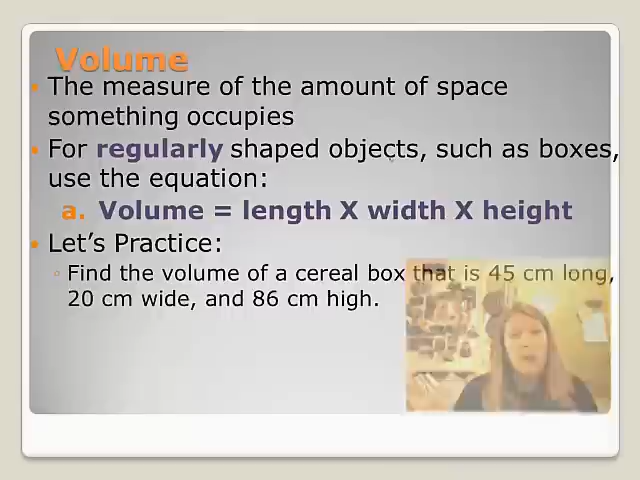 Volume
The measure of the amount of space
something occupies
For regularly shaped objects, such as boxes,
use the equation:
a. Volume = length X width X height
Let's Practice:
Find the volume of a cereal box that is 45 cm long,
20 cm wide, and 86 cm high.